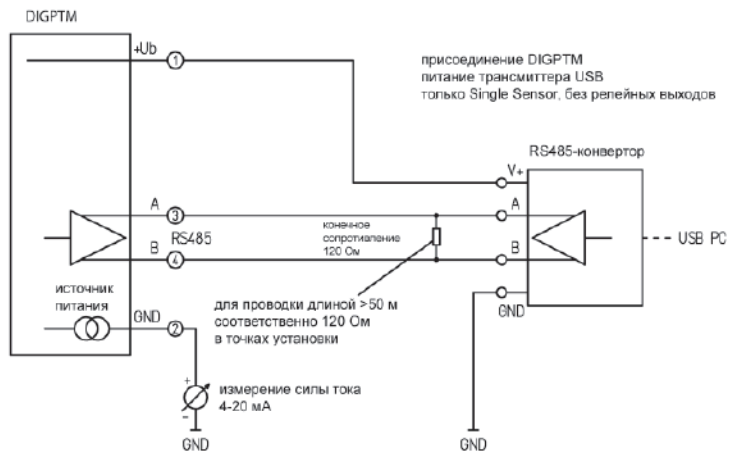 DIGPTM
+Ub
1
присоединение DIGPTM
питание трансмиттера USB
только Single Sensor, без релейных выходов
RS485-конвертор
V+
A
3
RS485
конечное
сопротивление
120 Ом
A
B
4
B
USB PC
источник
питания
GND
2
для проводки длиной >50 м
соответственно 120 Ом
в точках установки
GND
+
-
измерение силы тока
4-20 мА
GND
GND